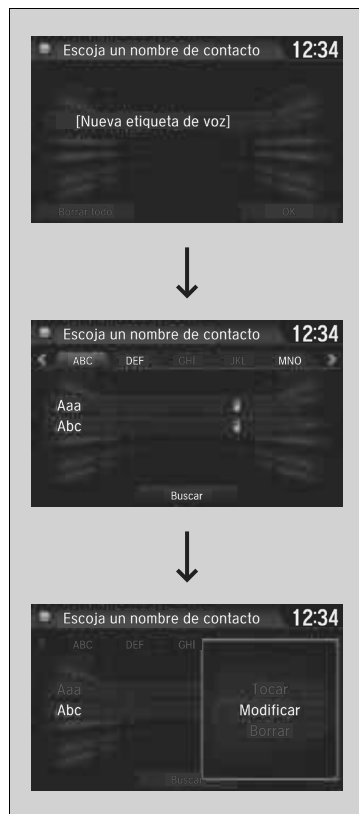 Escoja un nombre de contacto 12:34
[Nueva etiqueta de voz]
Borrar todo OK
Escoja un nombre de contacto 12:34
ABC DEF GHI JKL MNO
Aaa
Abc
Buscar
Escoja un nombre de contacto 12:34
ABC DEF GHI
Aaa
Tocar
Abc
Modificar
Borrar
Buscar